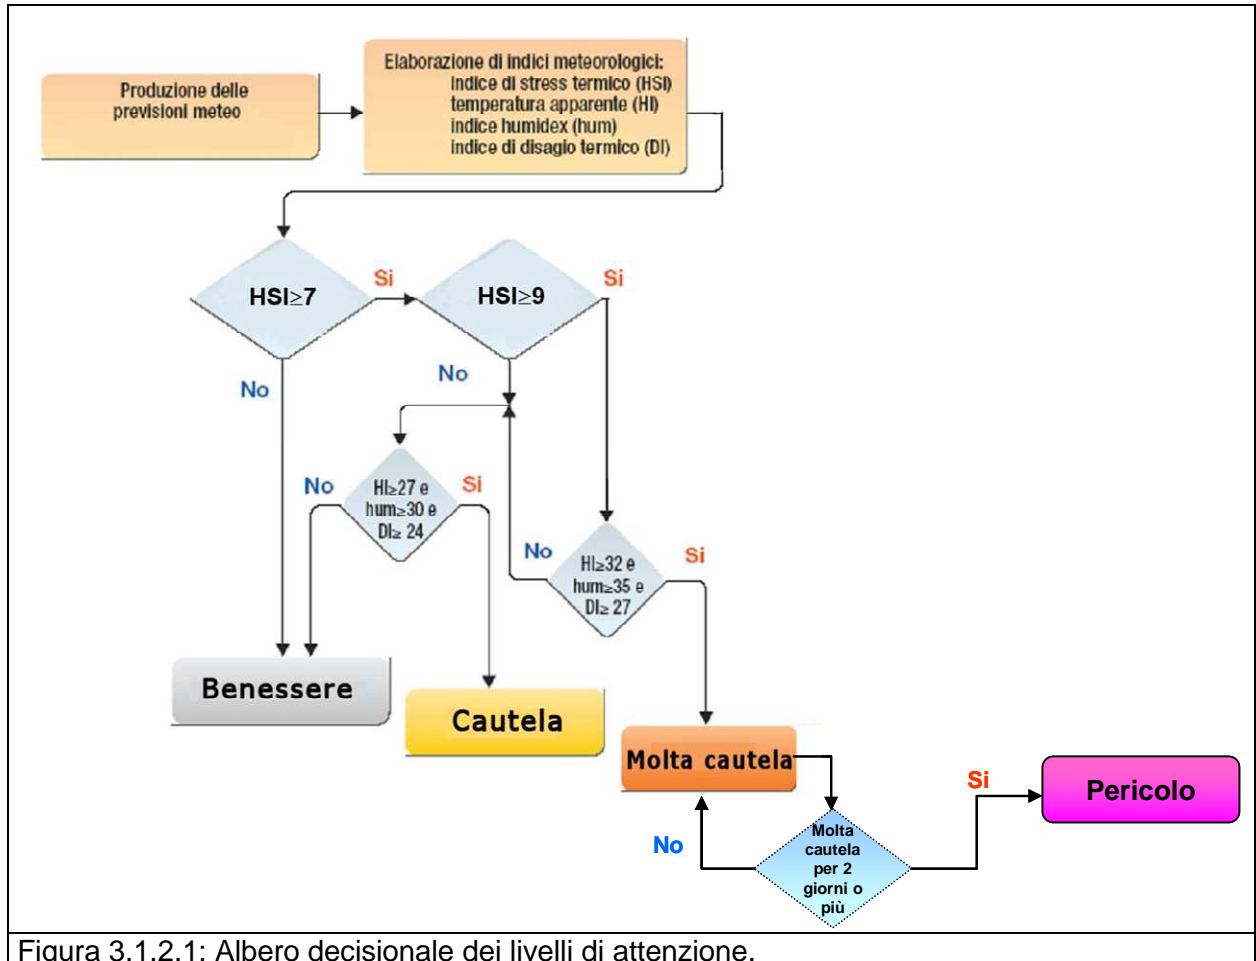 Produzione delle
previsioni meteo
Elaborazione di indici meteorologici:
indice di stress termico (HSI)
temperatura apparente (HI)
indice humidex (hum)
indice di disagio termico (DI)
HSI≥7
Si
HSI≥9
Si
No
No
No
HI≥27 e
hum≥30 e
DI≥ 24
Si
No
HI≥32 e
hum≥35 e
DI≥ 27
Si
Benessere
Cautela
Molta cautela
No
Molta
cautela
per 2
giorni o
più
Si
Pericolo
Figura 3.1.2.1: Albero decisionale dei livelli di attenzione.